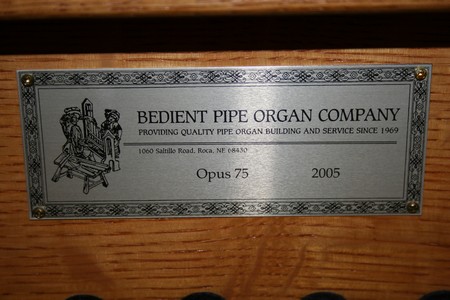 BEDIENT PIPE ORGAN COMPANY
PROVIDING QUALITY PIPE ORGAN BUILDING AND SERVICE SINCE 1969
1060 Saltillo Road, Roca, NE 68430
Opus 75 2005